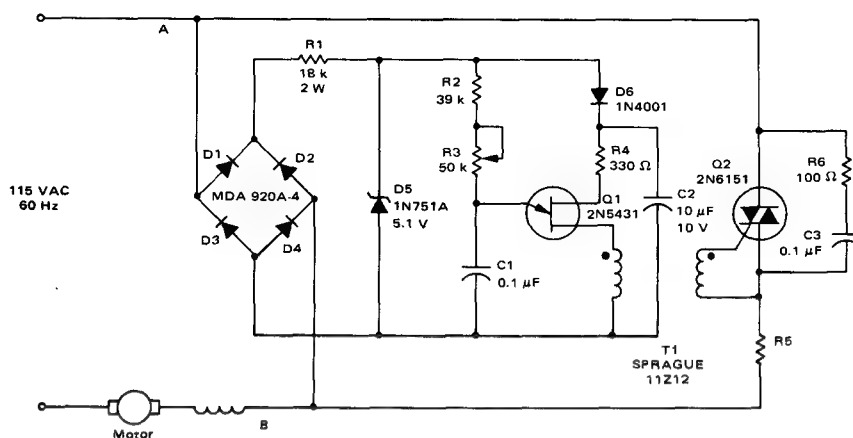 A
R1
18 k
2 W
R2
39 k
D6
1N4001
D1
D2
R3
50 k
R4
330 Ω
Q2
2N6151
R6
100 Ω
115 VAC
60 Hz
MDA 920A-4
D5
1N751A
5.1 V
Q1
2N5431
C2
10 μF
10 V
D3
D4
C1
0.1 μF
C3
0.1 μF
T1
SPRAGUE
11Z12
R5
Motor
B